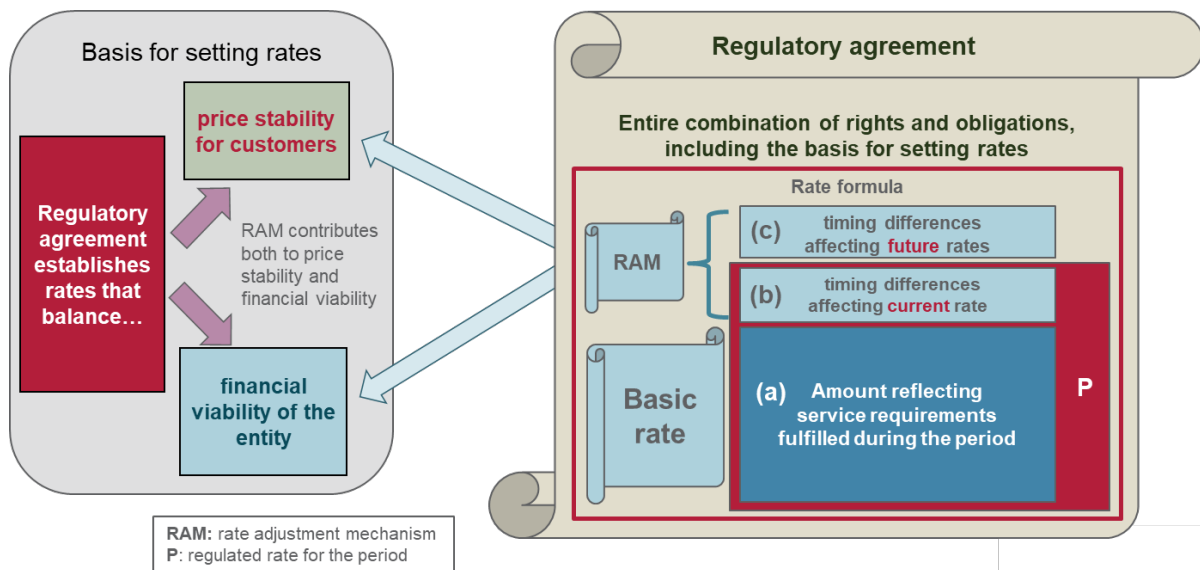 Basis for setting rates
price stability
for customers
Regulatory
agreement
establishes
rates that
balance…
RAM contributes
both to price
stability and
financial viability
financial
viability of the
entity
RAM: rate adjustment mechanism
P: regulated rate for the period
Regulatory agreement
Entire combination of rights and obligations,
including the basis for setting rates
Rate formula
RAM
(c)
timing differences
affecting future rates
(b)
timing differences
affecting current rate
Basic
rate
(a)
Amount reflecting
service requirements
fulfilled during the period
P